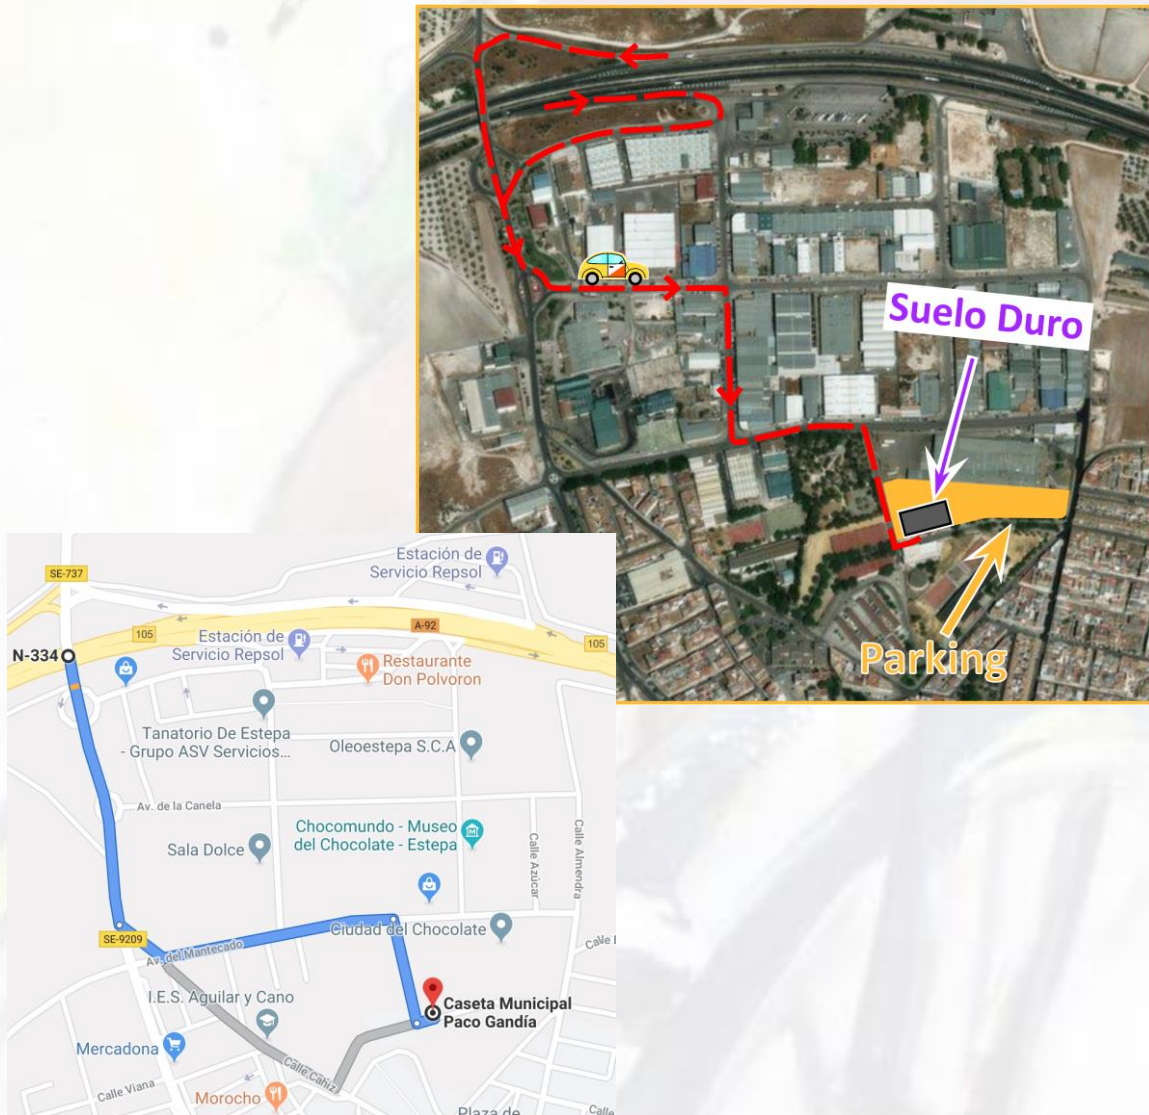 Suelo Duro
Parking
Estación de
Servicio Repsol
SE-737
105
A-92
N-334
Estación de
Servicio Repsol
105
Restaurante
Don Polvoron
Tanatorio De Estepa
- Grupo ASV Servicios...
Oleoestepa S.C.A
Av. de la Canela
Chocomundo - Museo
del Chocolate - Estepa
Sala Dolce
Calle Azúcar
Calle Almendra
Ciudad del Chocolate
SE-9209
Av. del Mantecado
Calle
I.E.S. Aguilar y Cano
Caseta Municipal
Paco Gandía
Mercadona
Calle Cañiz
Calle Viana
Morocho
Plaza de
Calle